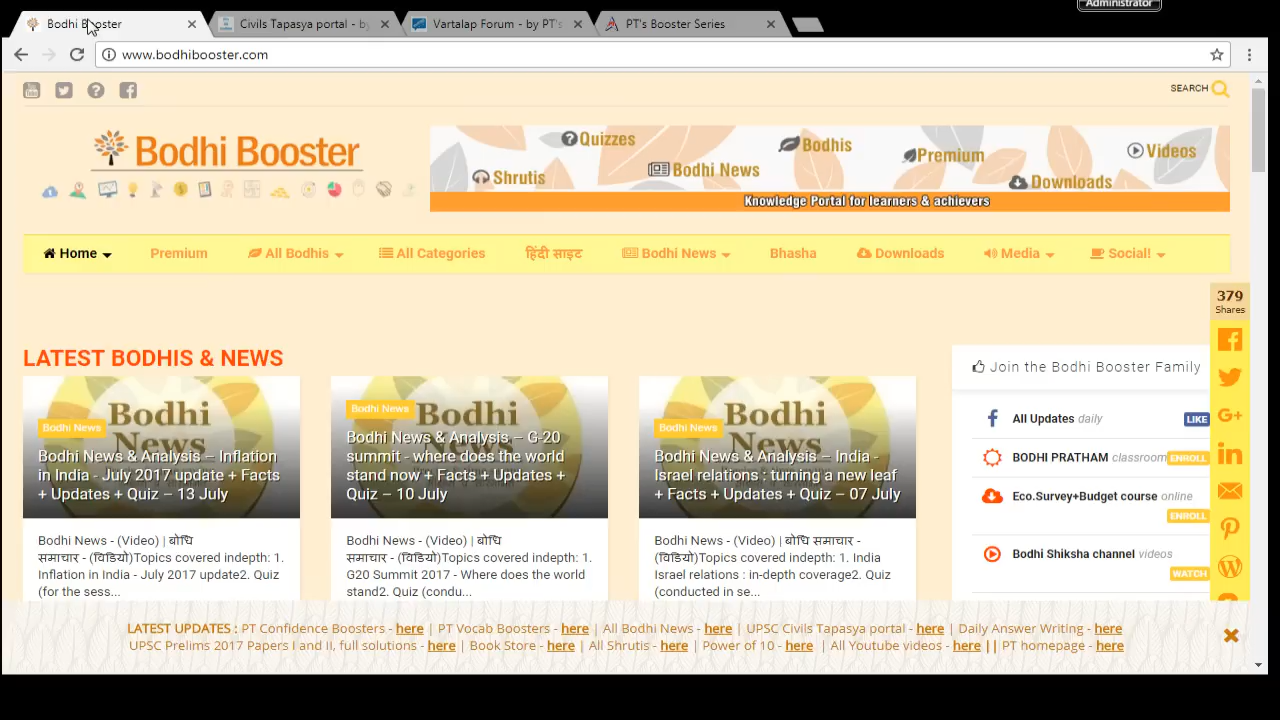 Administrator
Bodhi Booster
Civils Tapasya portal - by
Vartalap Forum - by PT's
PT's Booster Series
www.bodhibooster.com
SEARCH
Bodhi Booster
Quizzes
Bodhis
Premium
Videos
Shrutis
Bodhi News
Downloads
Knowledge Portal for learners & achievers
Home Premium All Bodhis All Categories हिंदी साइट Bodhi News Bhasha Downloads Media Social!
379
Shares
LATEST BODHIS & NEWS
Bodhi News
Bodhi News & Analysis – Inflation
in India - July 2017 update + Facts
+ Updates + Quiz – 13 July
Bodhi News - (Video) | बोधि
समाचार - (विडियो)Topics covered indepth: 1.
Inflation in India - July 2017 update2. Quiz
(for the sess...
Bodhi News
Bodhi News & Analysis – G-20
summit - where does the world
stand now + Facts + Updates +
Quiz – 10 July
Bodhi News - (Video) | बोधि
समाचार - (विडियो)Topics covered indepth: 1.
G20 Summit 2017 - Where does the world
stand2. Quiz (condu...
Bodhi News
Bodhi News & Analysis – India -
Israel relations : turning a new leaf
+ Facts + Updates + Quiz – 07 July
Bodhi News - (Video) | बोधि समाचार -
(विडियो)Topics covered indepth: 1. India
Israel relations : in-depth coverage2. Quiz
(conducted in se...
Join the Bodhi Booster Family
All Updates daily LIKE
BODHI PRATHAM classroom ENROLL
Eco.Survey+Budget course online
ENROLL
Bodhi Shiksha channel videos
WATCH
LATEST UPDATES : PT Confidence Boosters - here | PT Vocab Boosters - here | All Bodhi News - here | UPSC Civils Tapasya portal - here | Daily Answer Writing - here
UPSC Prelims 2017 Papers I and II, full solutions - here | Book Store - here | All Shrutis - here | Power of 10 - here | All Youtube videos - here || PT homepage - here